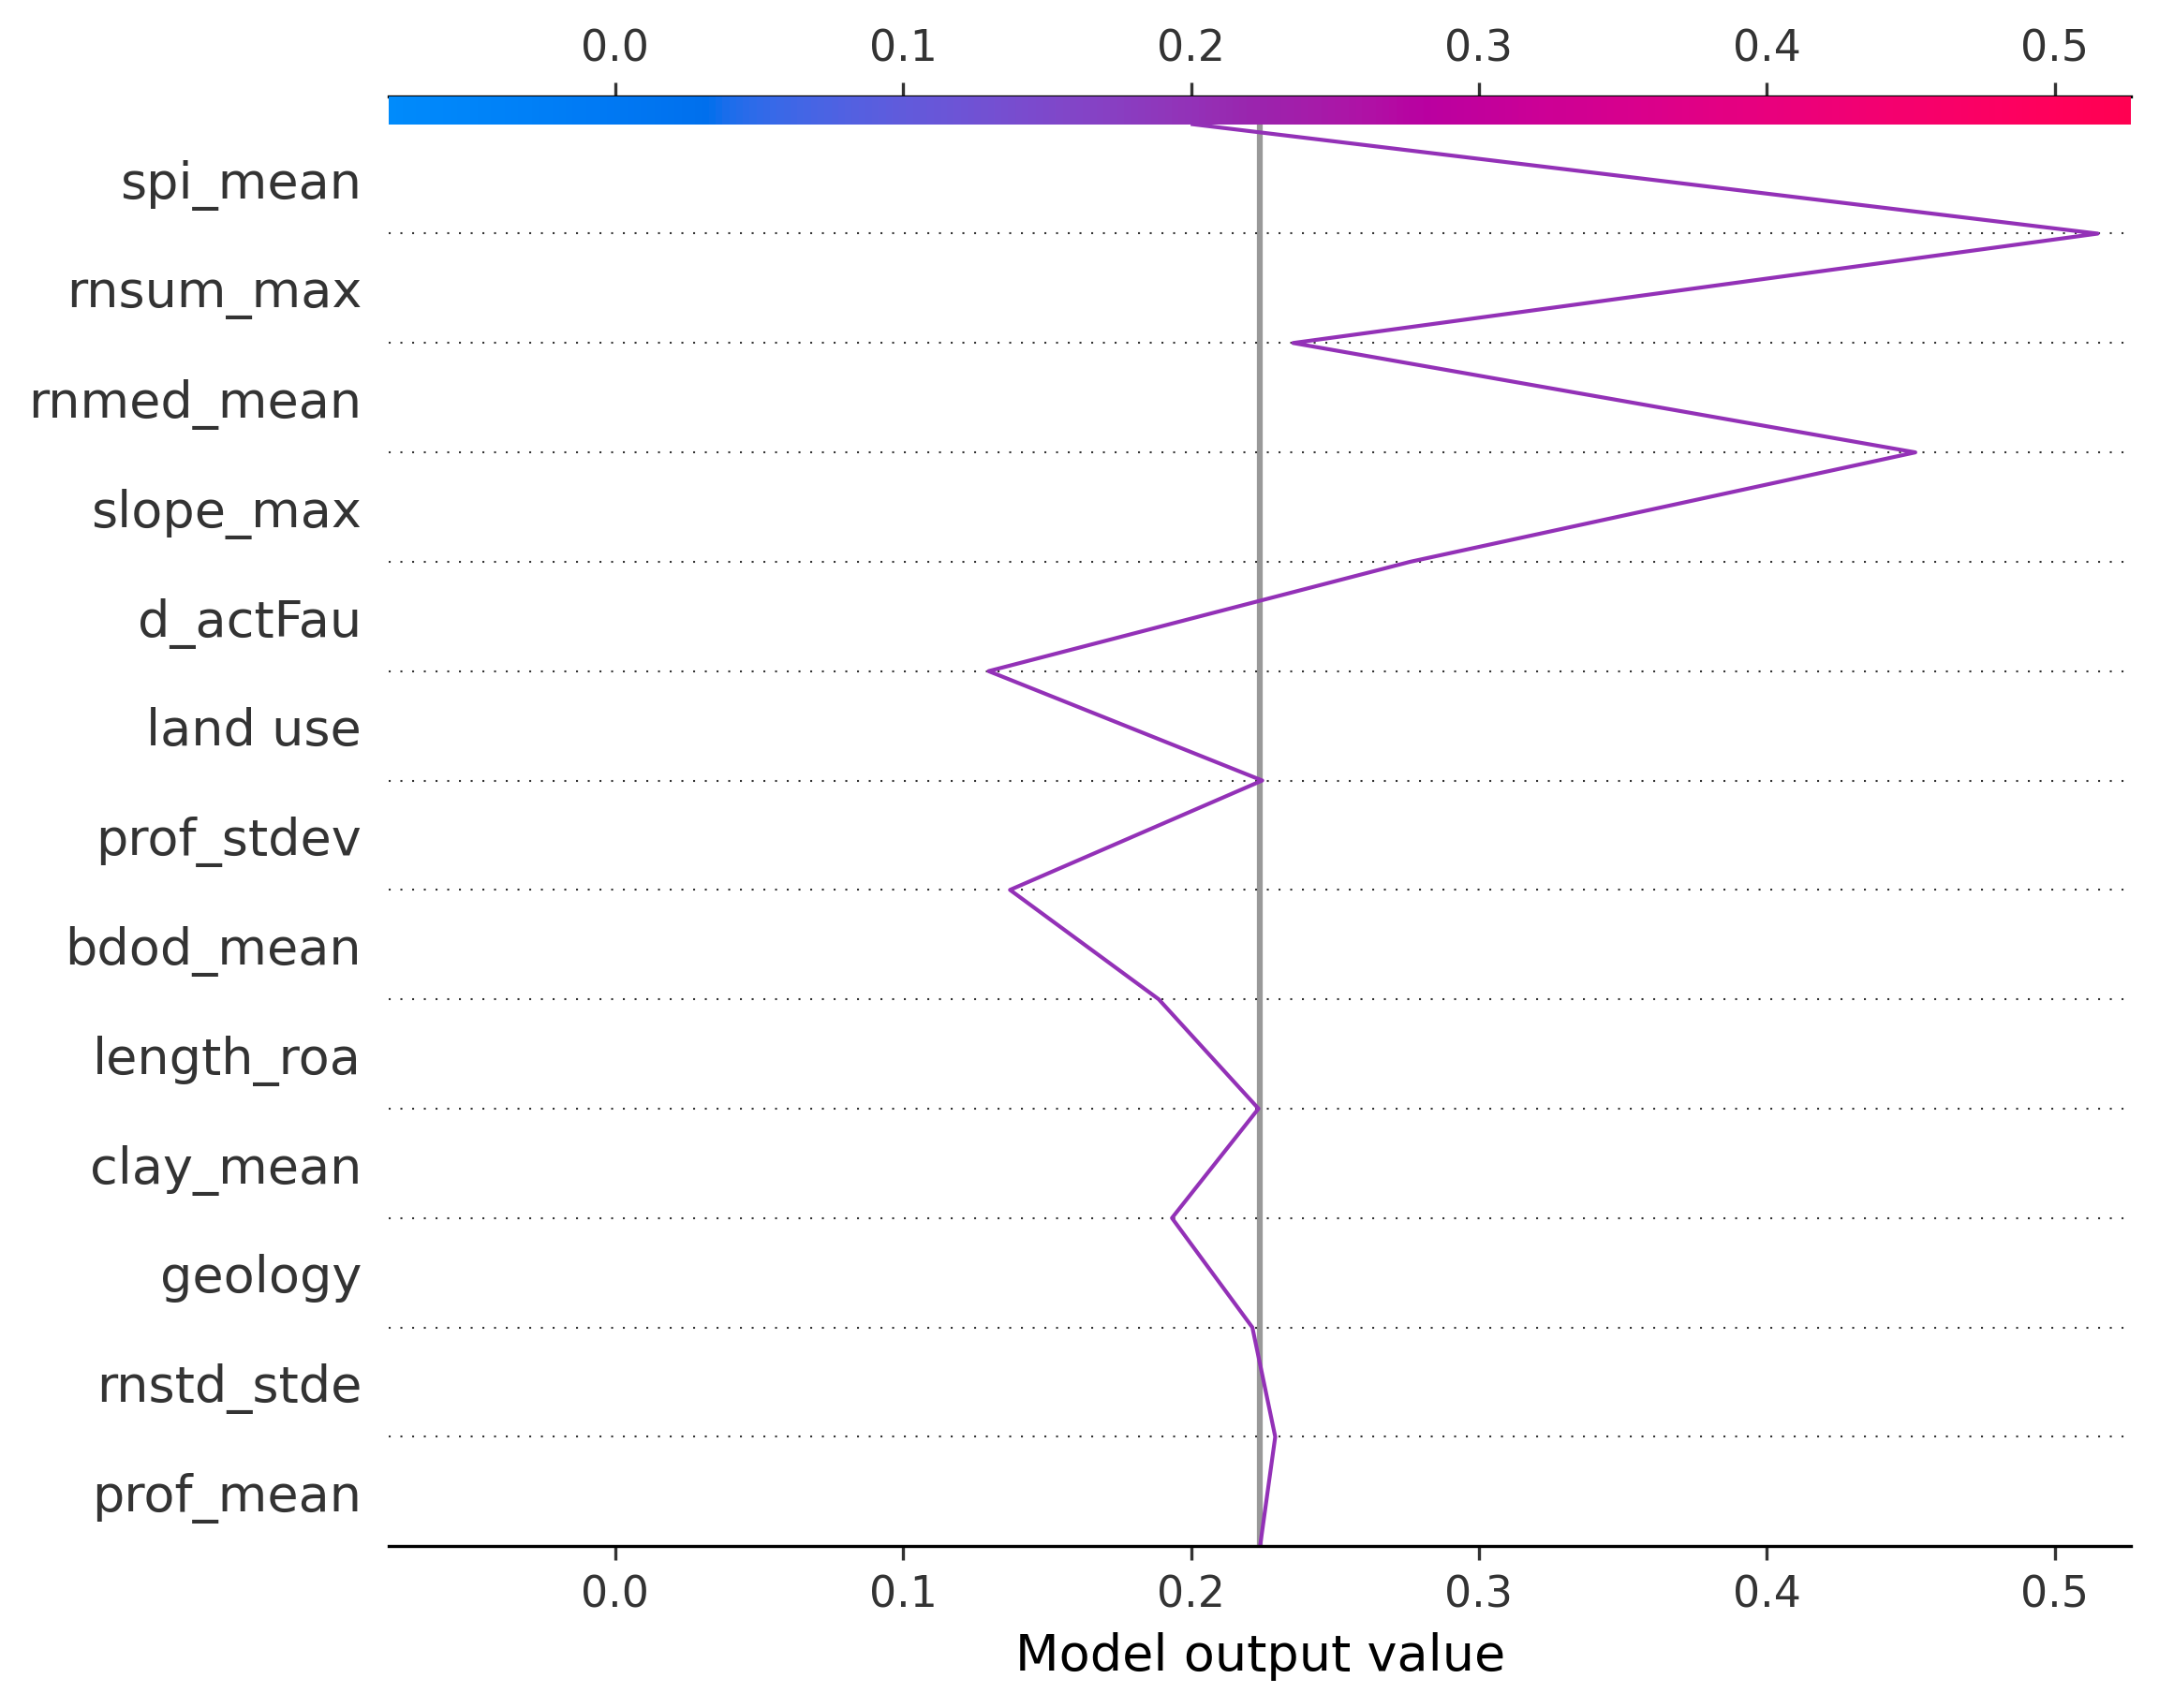 0.0 0.1 0.2 0.3 0.4 0.5
spi_mean
rnsum_max
rnmed_mean
slope_max
d_actFau
land use
prof_stdev
bdod_mean
length_roa
clay_mean
geology
rnstd_stde
prof_mean
0.0 0.1 0.2 0.3 0.4 0.5
Model output value